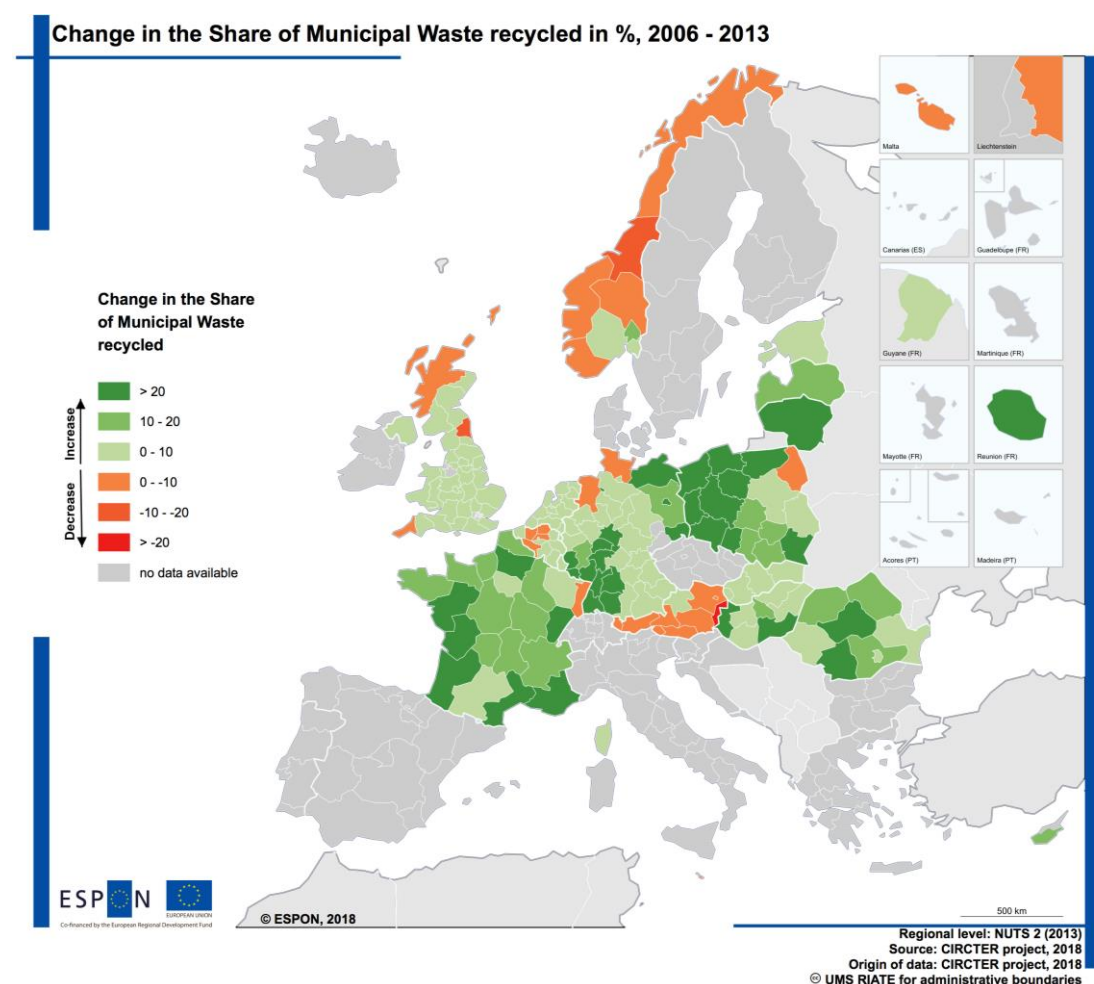 Change in the Share of Municipal Waste recycled in %, 2006 - 2013
Malta
Liechtenstein
Canarias (ES)
Guadeloupe (FR)
Guyane (FR)
Martinique (FR)
Mayotte (FR)
Reunion (FR)
Acores (PT)
Madeira (PT)
Change in the Share
of Municipal Waste
recycled
Increase
Decrease
> 20
10 - 20
0 - 10
0 - -10
-10 - -20
> -20
no data available
ESPON
EUROPEAN UNION
Co-financed by the European Regional Development Fund
© ESPON, 2018
500 km
Regional level: NUTS 2 (2013)
Source: CIRCTER project, 2018
Origin of data: CIRCTER project, 2018
© UMS RIATE for administrative boundaries